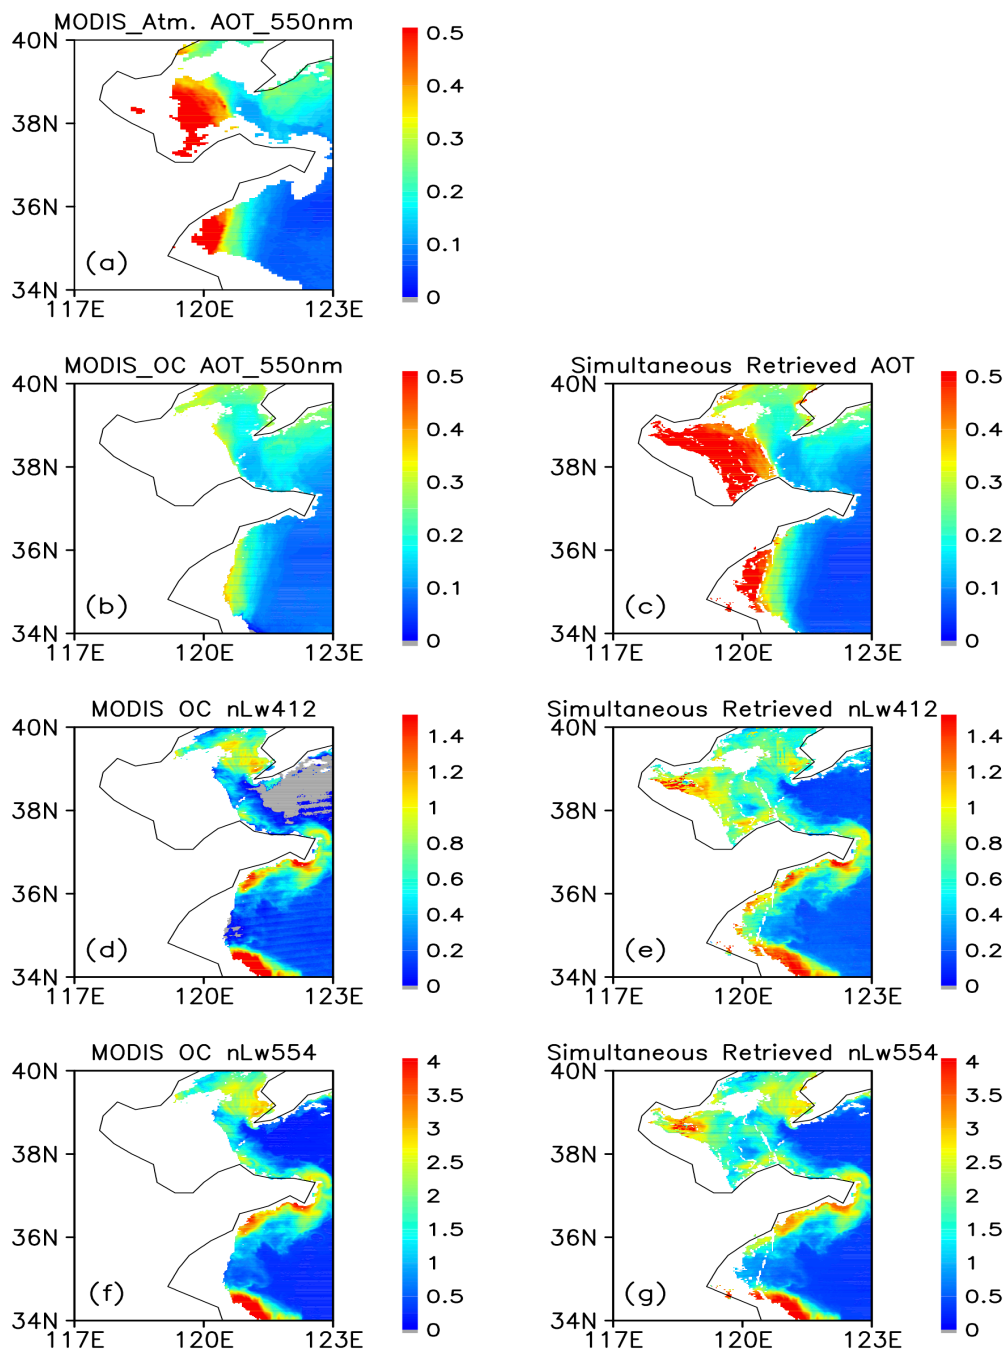 MODIS_Atm. AOT_550nm
40N
38N
36N
34N
117E 120E 123E
(a)
0.5
0.4
0.3
0.2
0.1
0
MODIS_OC AOT_550nm
40N
38N
36N
34N
117E 120E 123E
(b)
0.5
0.4
0.3
0.2
0.1
0
Simultaneous Retrieved AOT
40N
38N
36N
34N
117E 120E 123E
(c)
0.5
0.4
0.3
0.2
0.1
0
MODIS OC nLw412
40N
38N
36N
34N
117E 120E 123E
(d)
1.4
1.2
1
0.8
0.6
0.4
0.2
0
Simultaneous Retrieved nLw412
40N
38N
36N
34N
117E 120E 123E
(e)
1.4
1.2
1
0.8
0.6
0.4
0.2
0
MODIS OC nLw554
40N
38N
36N
34N
117E 120E 123E
(f)
4
3.5
3
2.5
2
1.5
1
0.5
0
Simultaneous Retrieved nLw554
40N
38N
36N
34N
117E 120E 123E
(g)
4
3.5
3
2.5
2
1.5
1
0.5
0